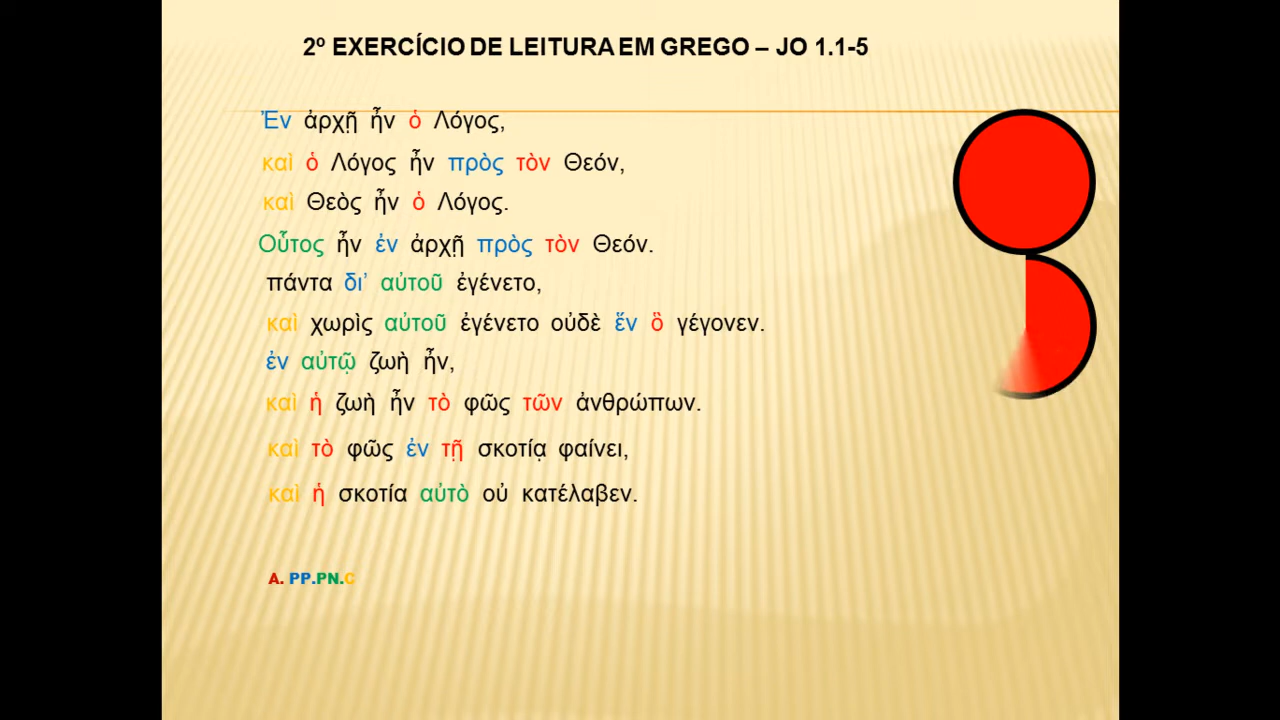 2º EXERCÍCIO DE LEITURA EM GREGO – JO 1.1-5
Ἐν ἀρχῇ ἦν ὁ Λόγος,
καὶ ὁ Λόγος ἦν πρὸς τὸν Θεόν,
καὶ Θεὸς ἦν ὁ Λόγος.
Οὗτος ἦν ἐν ἀρχῇ πρὸς τὸν Θεόν.
πάντα δι’ αὐτοῦ ἐγένετο,
καὶ χωρὶς αὐτοῦ ἐγένετο οὐδὲ ἕν ὃ γέγονεν.
ἐν αὐτῷ ζωὴ ἦν,
καὶ ἡ ζωὴ ἦν τὸ φῶς τῶν ἀνθρώπων.
καὶ τὸ φῶς ἐν τῇ σκοτίᾳ φαίνει,
καὶ ἡ σκοτία αὐτὸ οὐ κατέλαβεν.
A. PP.PN.C